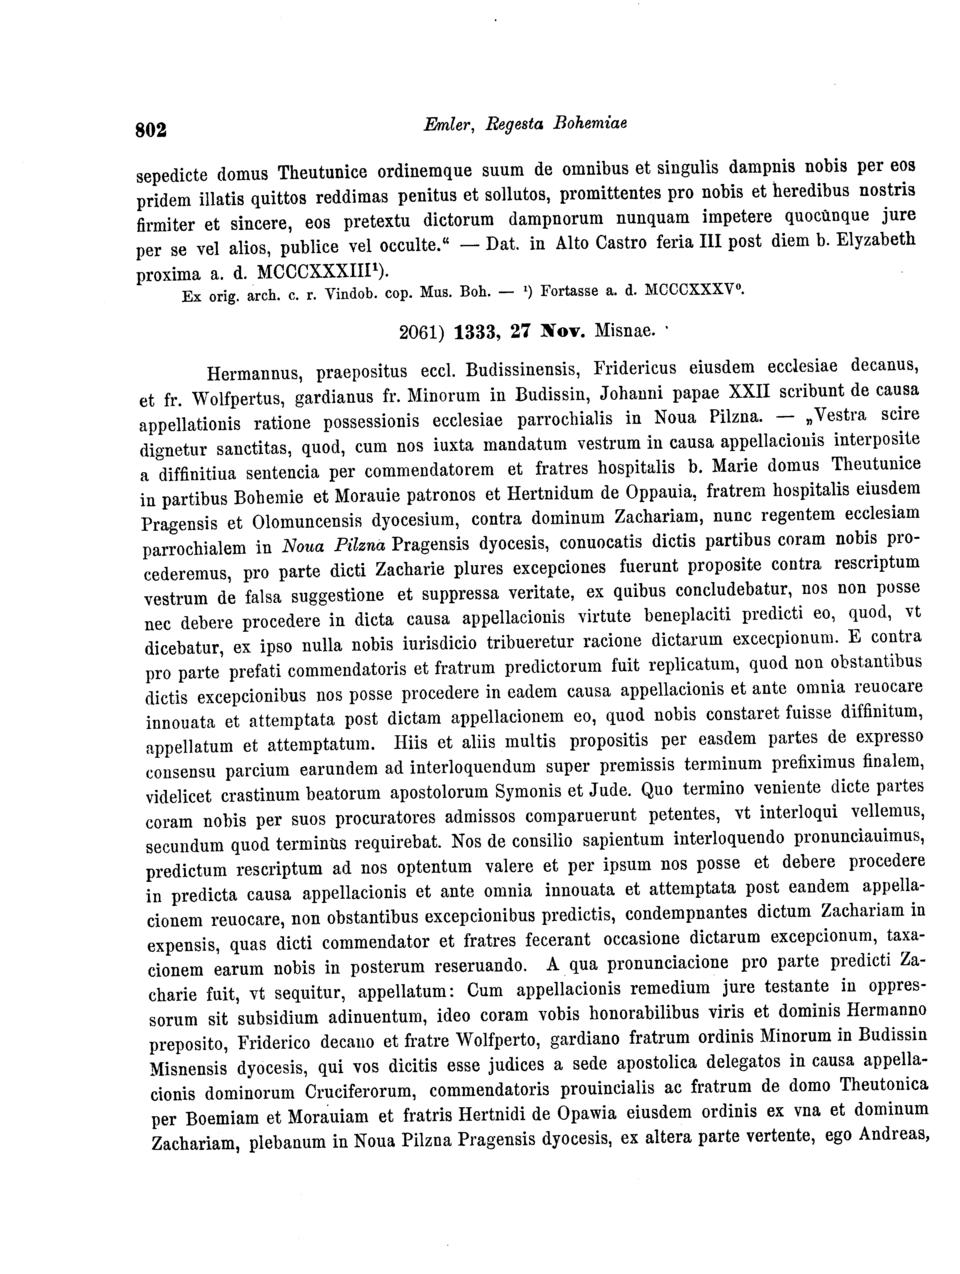 802 Emler, Regesta Bohemiae
sepedicte domus Theutunice ordinemque suum de omnibus et singulis dampnis nobis per eos
pridem illatis quittos reddimas penitus et sollutos, promittentes pro nobis et heredibus nostris
firmiter et sincere, eos pretextu dictorum dampnorum nunquam impetere quocùnque jure
per se vel alios, publice vel occulte.“ — Dat. in Alto Castro feria III post diem b. Elyzabeth
proxima a. d. MCCCXXXIII¹).
Ex orig. arch. c. r. Vindob. cop. Mus. Boh. — ¹) Fortasse a. d. MCCCXXXV⁰.
2061) 1333, 27 Nov. Misnae.
Hermannus, praepositus eccl. Budissinensis, Fridericus eiusdem ecclesiae decanus,
et fr. Wolfpertus, gardianus fr. Minorum in Budissin, Johanni papae XXII scribunt de causa
appellationis ratione possessionis ecclesiae parrochialis in Noua Pilzna. — „Vestra scire
dignetur sanctitas, quod, cum nos iuxta mandatum vestrum in causa appellacionis interposite
a diffinitiua sentencia per commendatorem et fratres hospitalis b. Marie domus Theutunice
in partibus Bohemie et Morauie patronos et Hertnidum de Oppauia, fratrem hospitalis eiusdem
Pragensis et Olomuncensis dyocesium, contra dominum Zachariam, nunc regentem ecclesiam
parrochialem in Noua Pilzna Pragensis dyocesis, conuocatis dictis partibus coram nobis pro-
cederemus, pro parte dicti Zacharie plures excepciones fuerunt proposite contra rescriptum
vestrum de falsa suggestione et suppressa veritate, ex quibus concludebatur, nos non posse
nec debere procedere in dicta causa appellacionis virtute beneplaciti predicti eo, quod, vt
dicebatur, ex ipso nulla nobis iurisdicio tribueretur racione dictarum excecpionum. E contra
pro parte prefati commendatoris et fratrum predictorum fuit replicatum, quod non obstantibus
dictis excepcionibus nos posse procedere in eadem causa appellacionis et ante omnia reuocare
innouata et attemptata post dictam appellacionem eo, quod nobis constaret fuisse diffinitum,
appellatum et attemptatum. Hiis et aliis multis propositis per easdem partes de expresso
consensu parcium earundem ad interloquendum super premissis terminum prefiximus finalem,
videlicet crastinum beatorum apostolorum Symonis et Jude. Quo termino veniente dicte partes
coram nobis per suos procuratores admissos comparuerunt petentes, vt interloqui vellemus,
secundum quod terminùs requirebat. Nos de consilio sapientum interloquendo pronunciauimus,
predictum rescriptum ad nos optentum valere et per ipsum nos posse et debere procedere
in predicta causa appellacionis et ante omnia innouata et attemptata post eandem appella-
cionem reuocare, non obstantibus excepcionibus predictis, condempnantes dictum Zachariam in
expensis, quas dicti commendator et fratres fecerant occasione dictarum excepcionum, taxa-
cionem earum nobis in posterum reseruando. A qua pronunciacione pro parte predicti Za-
charie fuit, vt sequitur, appellatum: Cum appellacionis remedium jure testante in oppres-
sorum sit subsidium adinuentum, ideo coram vobis honorabilibus viris et dominis Hermanno
preposito, Friderico decano et fratre Wolfperto, gardiano fratrum ordinis Minorum in Budissin
Misnensis dyocesis, qui vos dicitis esse judices a sede apostolica delegatos in causa appella-
cionis dominorum Cruciferorum, commendatoris prouincialis ac fratrum de domo Theutonica
per Boemiam et Morauiam et fratris Hertnidi de Opawia eiusdem ordinis ex vna et dominum
Zachariam, plebanum in Noua Pilzna Pragensis dyocesis, ex altera parte vertente, ego Andreas,